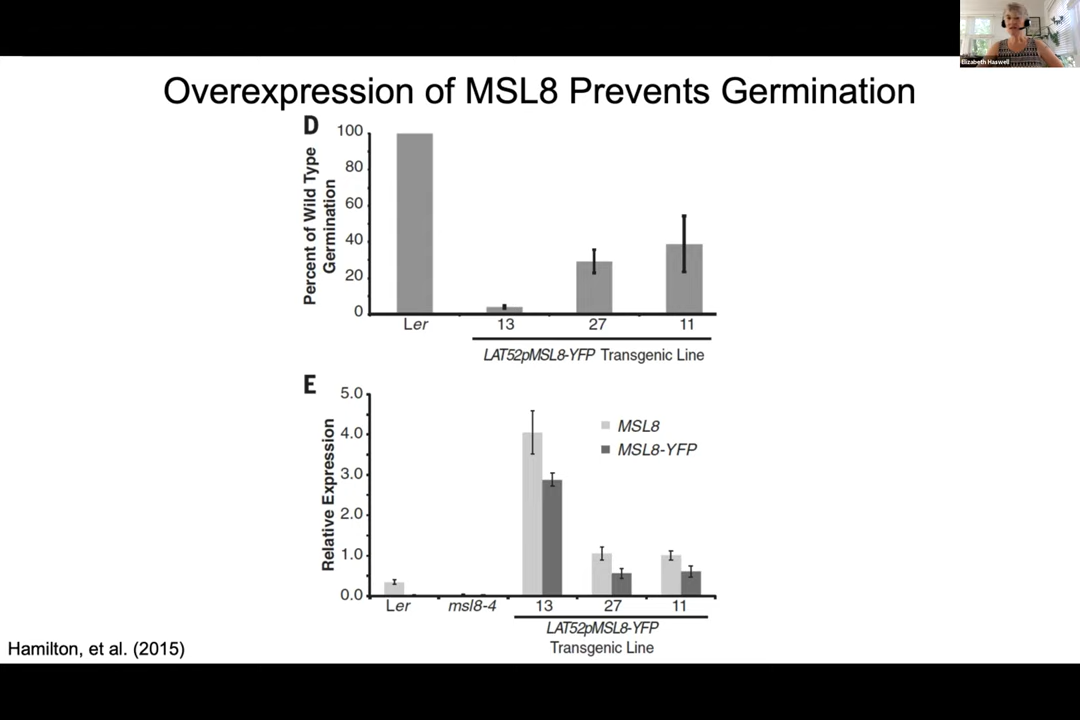 Elizabeth Haswell
Overexpression of MSL8 Prevents Germination
D
Percent of Wild Type
Germination
100
80
60
40
20
0
Ler
13
27
11
LAT52pMSL8-YFP Transgenic Line
E
Relative Expression
5.0
4.0
3.0
2.0
1.0
0.0
MSL8
MSL8-YFP
Ler
msl8-4
13
27
11
LAT52pMSL8-YFP
Transgenic Line
Hamilton, et al. (2015)